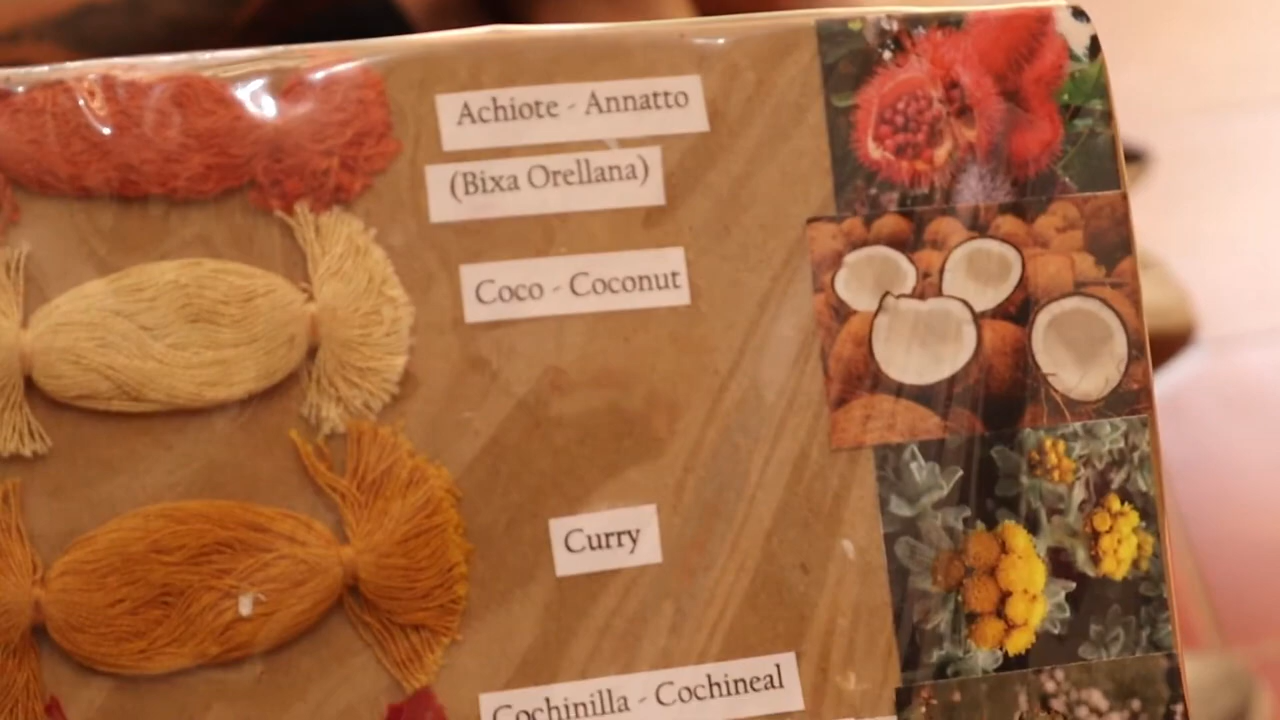 Achiote - Annatto
(Bixa Orellana)
Coco - Coconut
Curry
Cochinilla - Cochineal